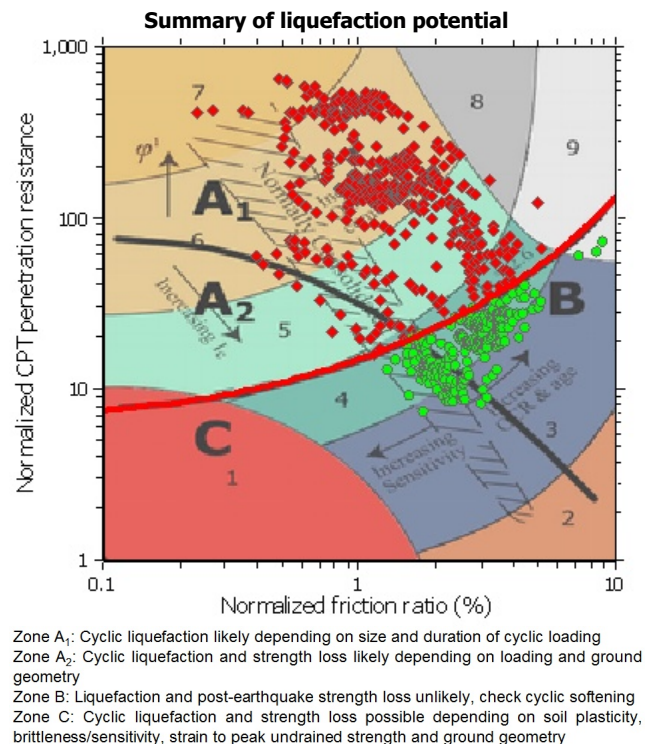 Summary of liquefaction potential
1,000
7
8
9
φ'
A1
Normally Consolid
100
6
A2
B
Increasing Ic
5
10
4
Increasing
OCR & age
C
3
Increasing
Sensitivity
1
2
1
0.1
1
10
Normalized CPT penetration resistance
Normalized friction ratio (%)
Zone A1: Cyclic liquefaction likely depending on size and duration of cyclic loading
Zone A2: Cyclic liquefaction and strength loss likely depending on loading and ground
geometry
Zone B: Liquefaction and post-earthquake strength loss unlikely, check cyclic softening
Zone C: Cyclic liquefaction and strength loss possible depending on soil plasticity,
brittleness/sensitivity, strain to peak undrained strength and ground geometry